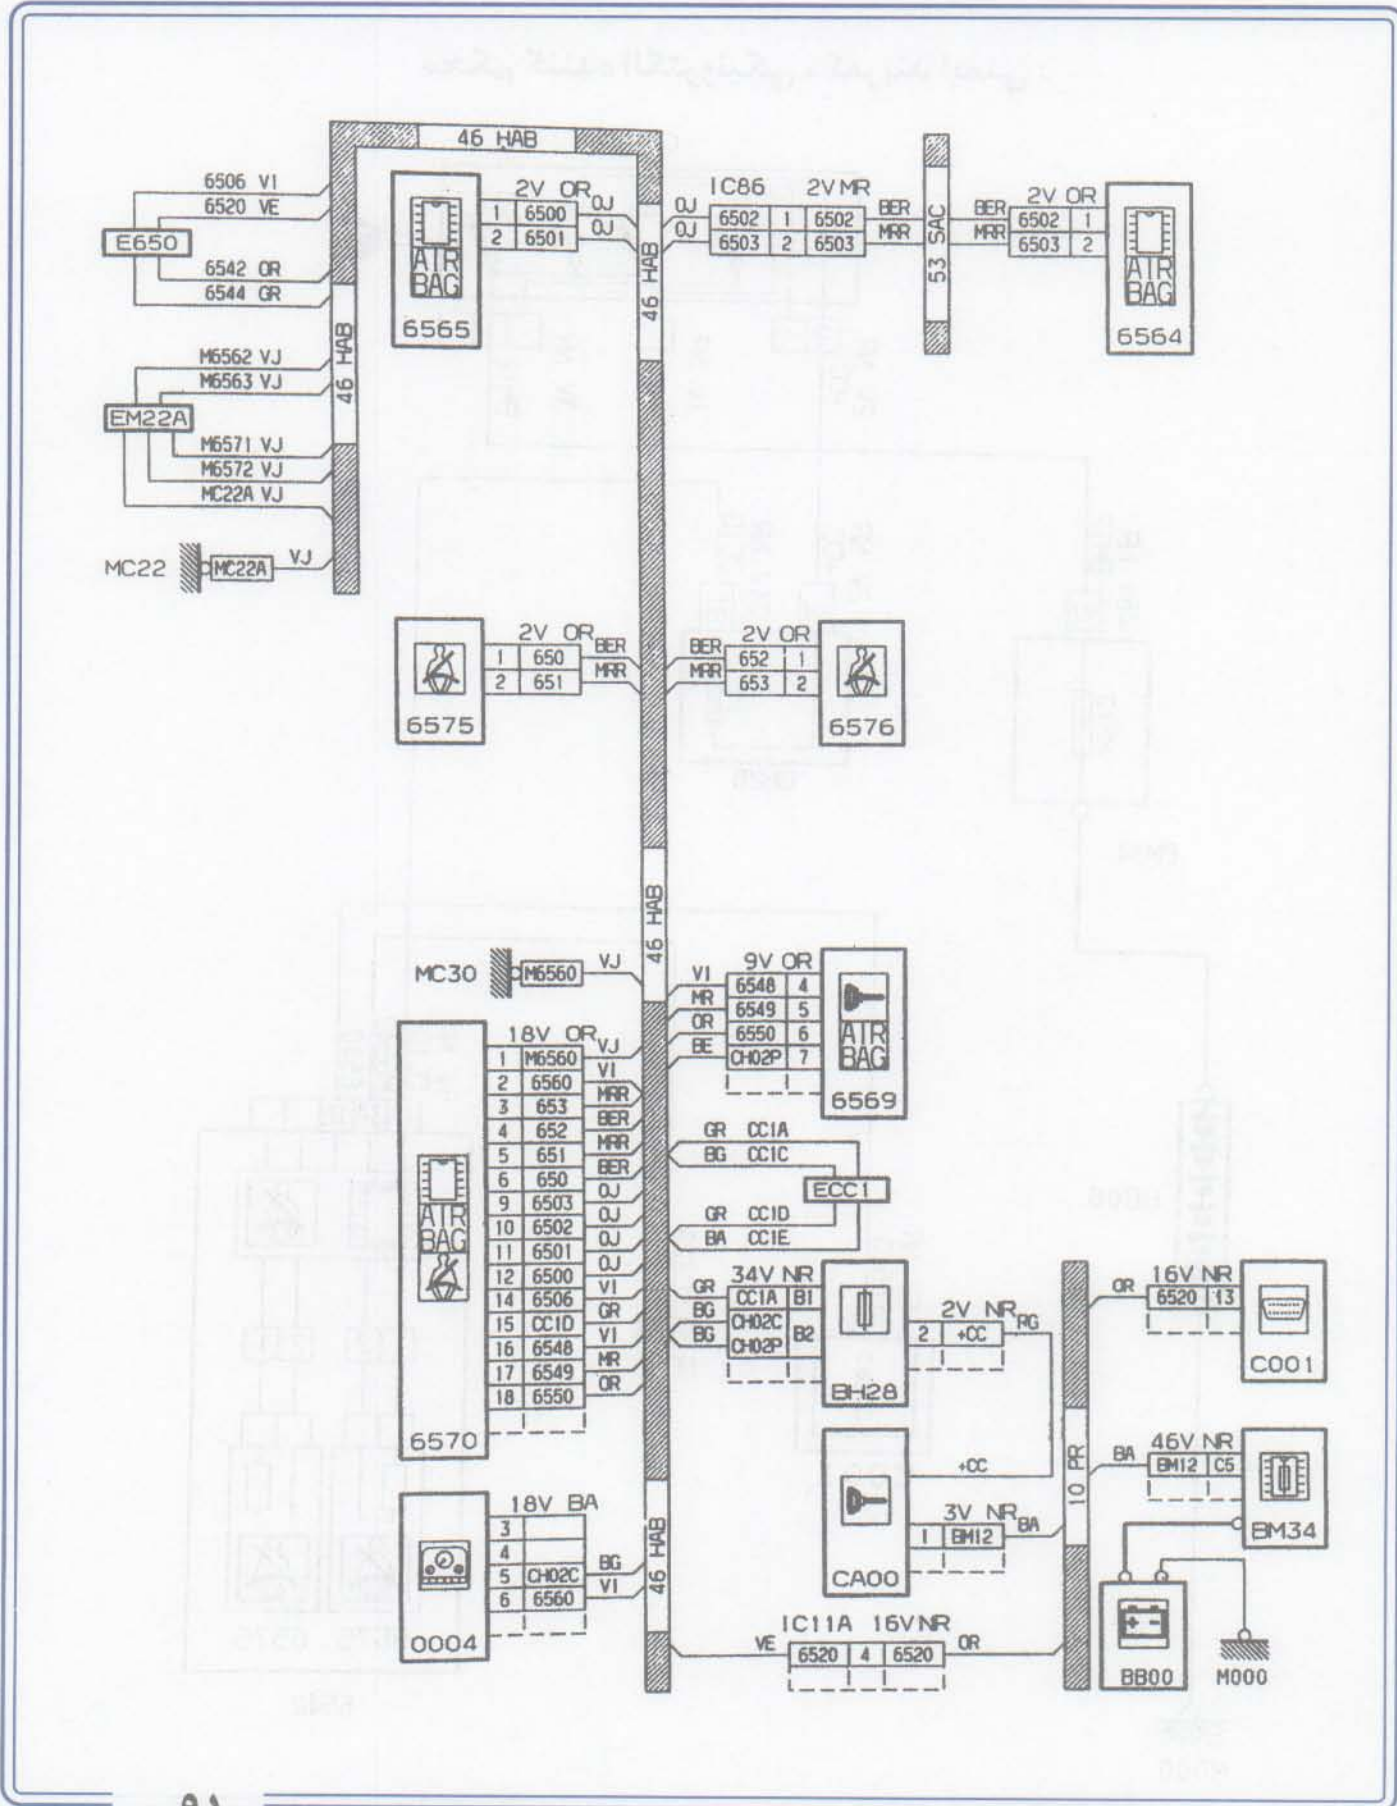 46 HAB
6506 VI
6520 VE
E650
6542 OR
6544 GR
46 HAB
M6562 VJ
M6563 VJ
EM22A
M6571 VJ
M6572 VJ
MC22A VJ
MC22 MC22A VJ
2V OR
1 6500 OJ
2 6501 OJ
AIR
BAG
6565
46 HAB
IC86 2V MR
OJ 6502 1 6502 BER
OJ 6503 2 6503 MRR
53 SAC
2V OR
BER 6502 1
MRR 6503 2
AIR
BAG
6564
2V OR
1 650 BER
2 651 MRR
6575
2V OR
BER 652 1
MRR 653 2
6576
46 HAB
MC30 M6560 VJ
9V OR
VI 6548 4
MR 6549 5
OR 6550 6
BE CH02P 7
AIR
BAG
6569
18V OR
1 M6560 VJ
2 6560 VI
3 653 MRR
4 652 BER
5 651 MRR
6 650 BER
9 6503 OJ
10 6502 OJ
11 6501 OJ
12 6500 OJ
14 6506 VI
15 CC1D GR
16 6548 VI
17 6549 MR
18 6550 OR
AIR
BAG
6570
GR CC1A
BG CC1C
ECC1
GR CC1D
BA CC1E
34V NR
GR CC1A B1
BG CH02C B2
BG CH02P
BH28
2V NR
2 +CC RG
+CC
3V NR
1 BM12 BA
CA00
10 PR
16V NR
OR 6520 13
C001
46V NR
BA BM12 C5
BM34
BB00
M000
18V BA
3
4
5 CH02C BG
6 6560 VI
0004
46 HAB
IC11A 16V NR
VE 6520 4 6520 OR